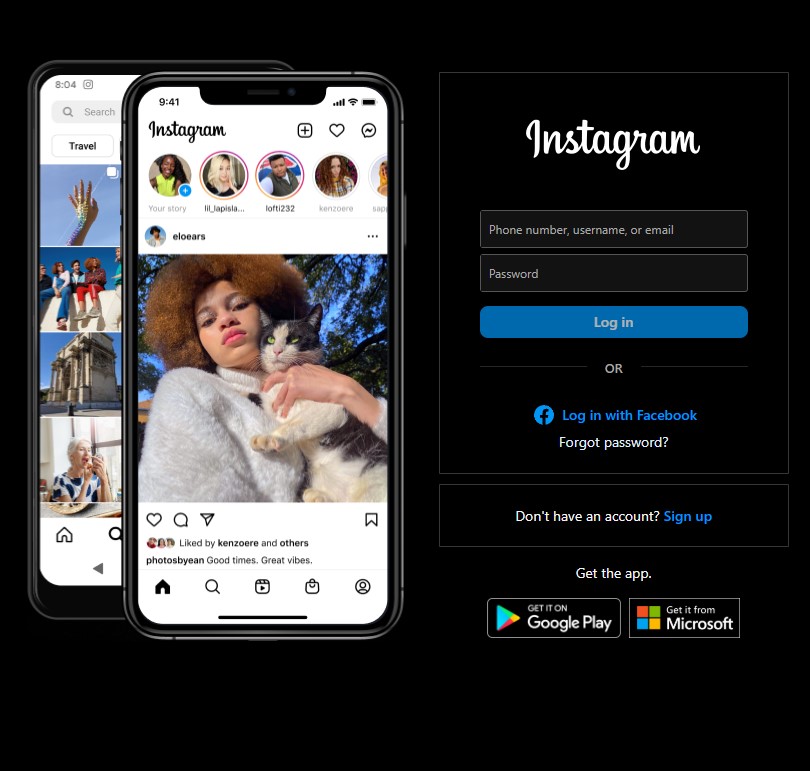 8:04
Search
Travel
9:41
Instagram
Your story
lil_lapisla...
lofti232
kenzoere
eloears
Liked by kenzoere and others
photosbyean Good times. Great vibes.
Instagram
Phone number, username, or email
Password
Log in
OR
Log in with Facebook
Forgot password?
Don't have an account? Sign up
Get the app.
GET IT ON
Google Play
Get it from
Microsoft